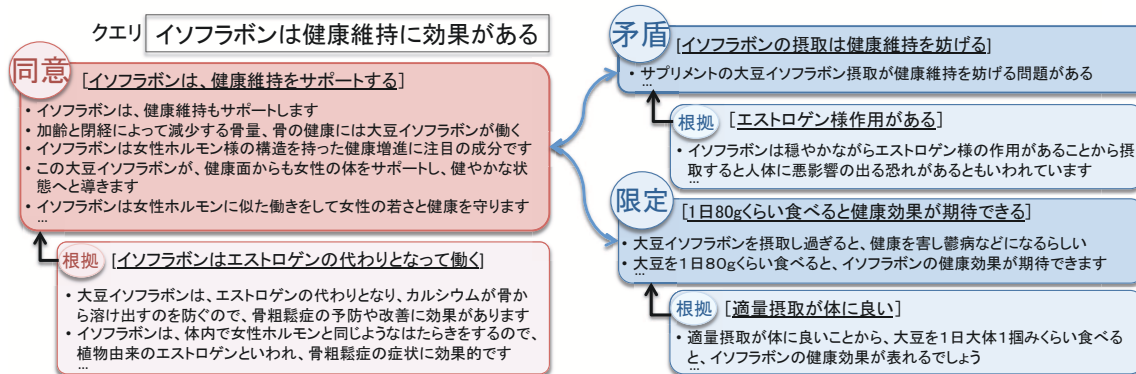 クエリ イソフラボンは健康維持に効果がある
同意
[イソフラボンは、健康維持をサポートする]
・イソフラボンは、健康維持もサポートします
・加齢と閉経によって減少する骨量、骨の健康には大豆イソフラボンが働く
・イソフラボンは女性ホルモン様の構造を持った健康増進に注目の成分です
・この大豆イソフラボンが、健康面からも女性の体をサポートし、健やかな状
態へと導きます
・イソフラボンは女性ホルモンに似た働きをして女性の若さと健康を守ります
…
根拠 [イソフラボンはエストロゲンの代わりとなって働く]
・大豆イソフラボンは、エストロゲンの代わりとなり、カルシウムが骨か
ら溶け出すのを防ぐので、骨粗鬆症の予防や改善に効果があります
・イソフラボンは、体内で女性ホルモンと同じようなはたらきをするので、
植物由来のエストロゲンといわれ、骨粗鬆症の症状に効果的です
…
矛盾
[イソフラボンの摂取は健康維持を妨げる]
・サプリメントの大豆イソフラボン摂取が健康維持を妨げる問題がある
…
根拠 [エストロゲン様作用がある]
・イソフラボンは穏やかながらエストロゲン様の作用があることから摂
取すると人体に悪影響の出る恐れがあるともいわれています
…
限定
[1日80gくらい食べると健康効果が期待できる]
・大豆イソフラボンを摂取し過ぎると、健康を害し鬱病などになるらしい
・大豆を1日80gくらい食べると、イソフラボンの健康効果が期待できます
…
根拠 [適量摂取が体に良い]
・適量摂取が体に良いことから、大豆を1日大体1掴みくらい食べる
と、イソフラボンの健康効果が表れるでしょう
…